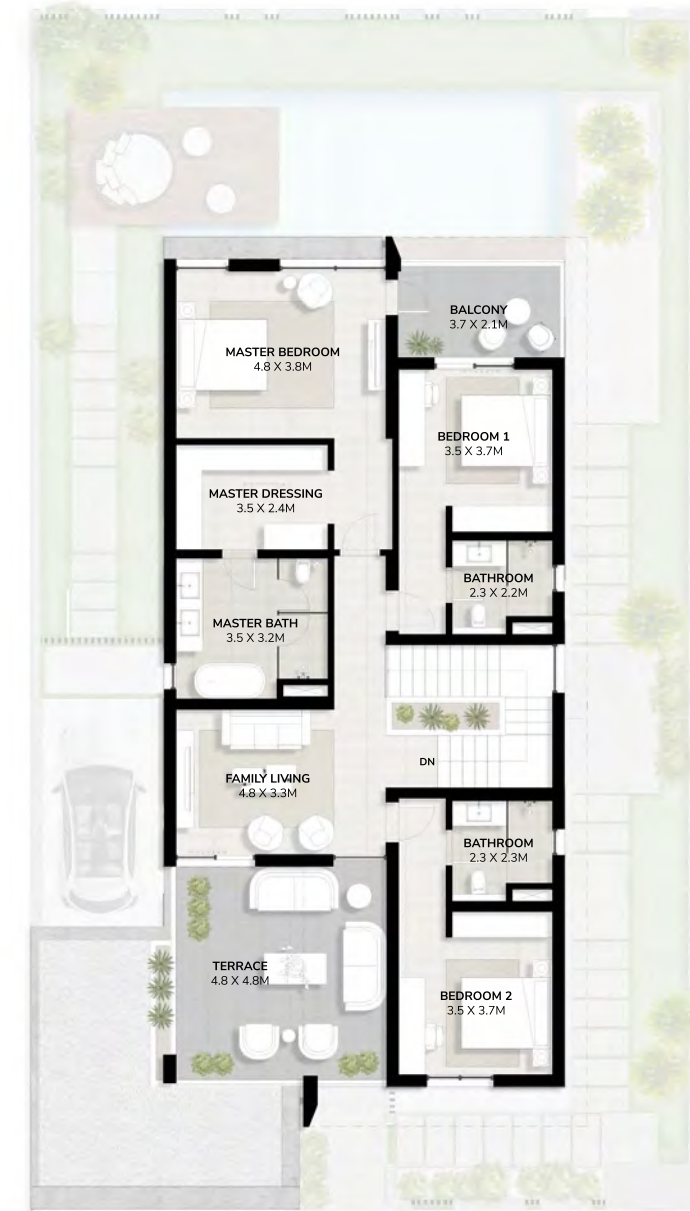 BALCONY
3.7 X 2.1M
MASTER BEDROOM
4.8 X 3.8M
BEDROOM 1
3.5 X 3.7M
MASTER DRESSING
3.5 X 2.4M
BATHROOM
2.3 X 2.2M
MASTER BATH
3.5 X 3.2M
DN
FAMILY LIVING
4.8 X 3.3M
BATHROOM
2.3 X 2.3M
TERRACE
4.8 X 4.8M
BEDROOM 2
3.5 X 3.7M